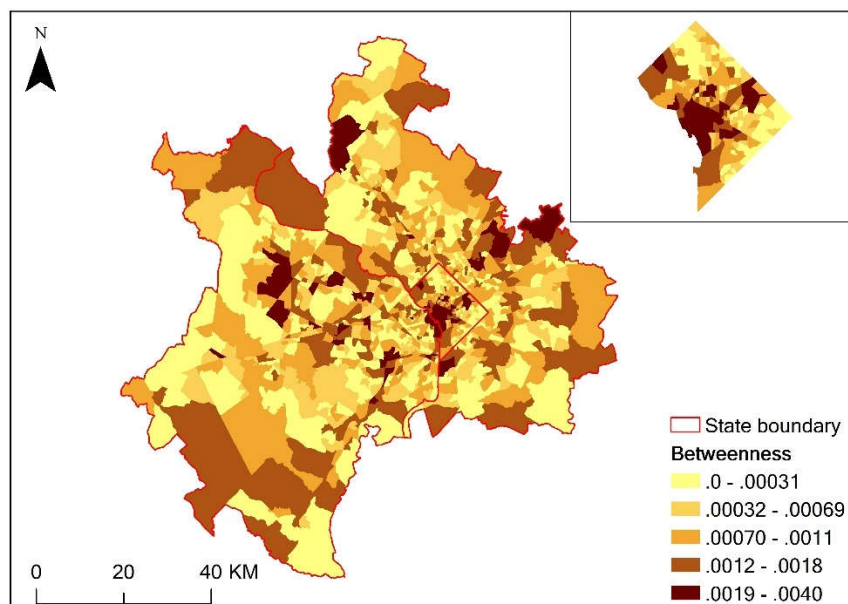 N
State boundary
Betweenness
.0 - .00031
.00032 - .00069
.00070 - .0011
.0012 - .0018
.0019 - .0040
0 20 40 KM